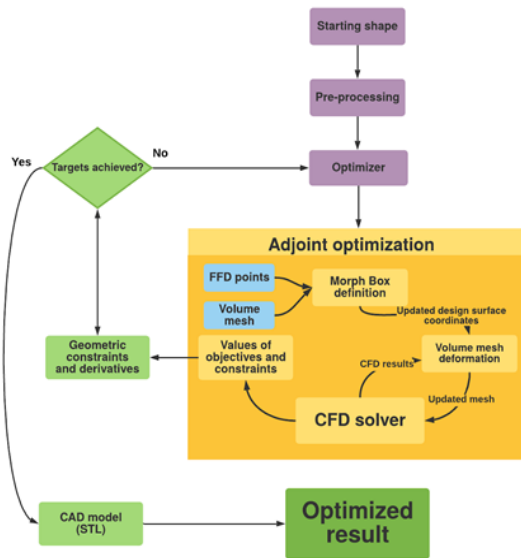 Starting shape
Pre-processing
Yes
Targets achieved?
No
Optimizer
Adjoint optimization
FFD points
Morph Box
definition
Volume
mesh
Updated design surface
coordinates
Geometric
constraints
and derivatives
Values of
objectives and
constraints
CFD results
Volume mesh
deformation
Updated mesh
CFD solver
CAD model
(STL)
Optimized
result